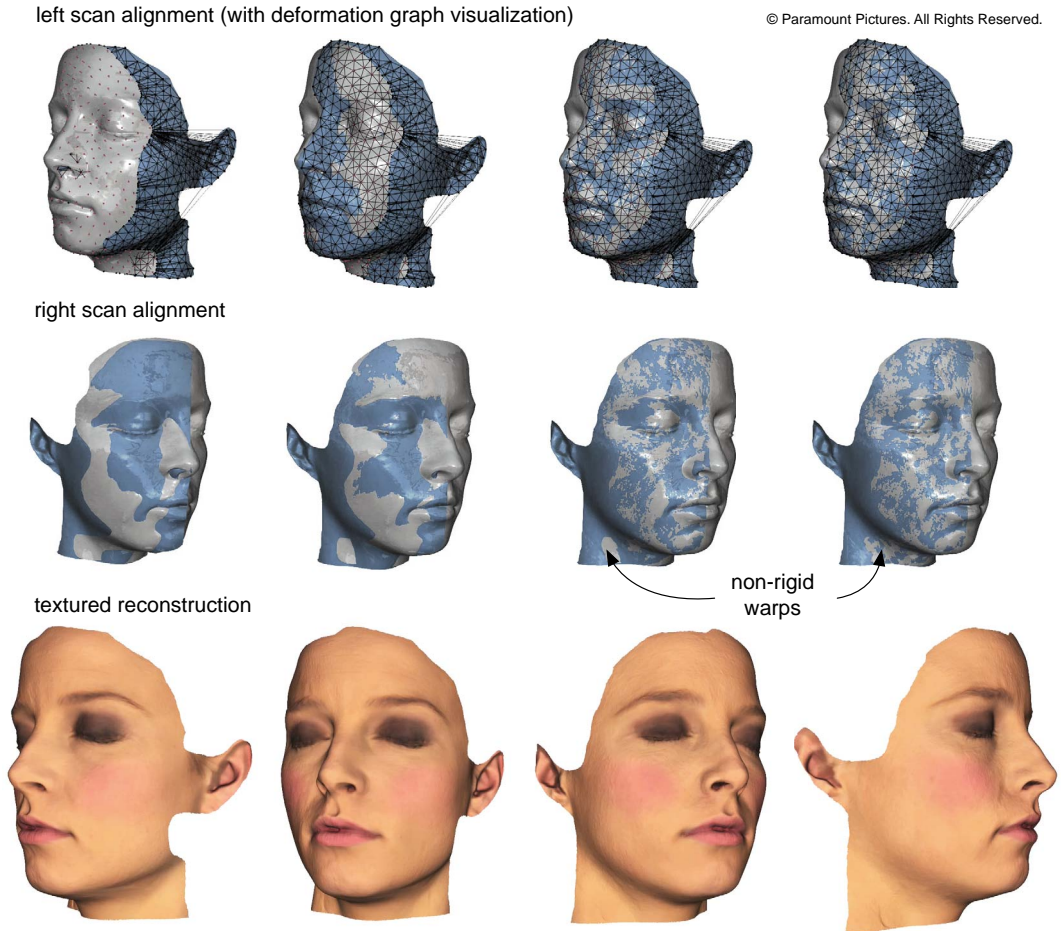 left scan alignment (with deformation graph visualization)
© Paramount Pictures. All Rights Reserved.
right scan alignment
non-rigid
warps
textured reconstruction